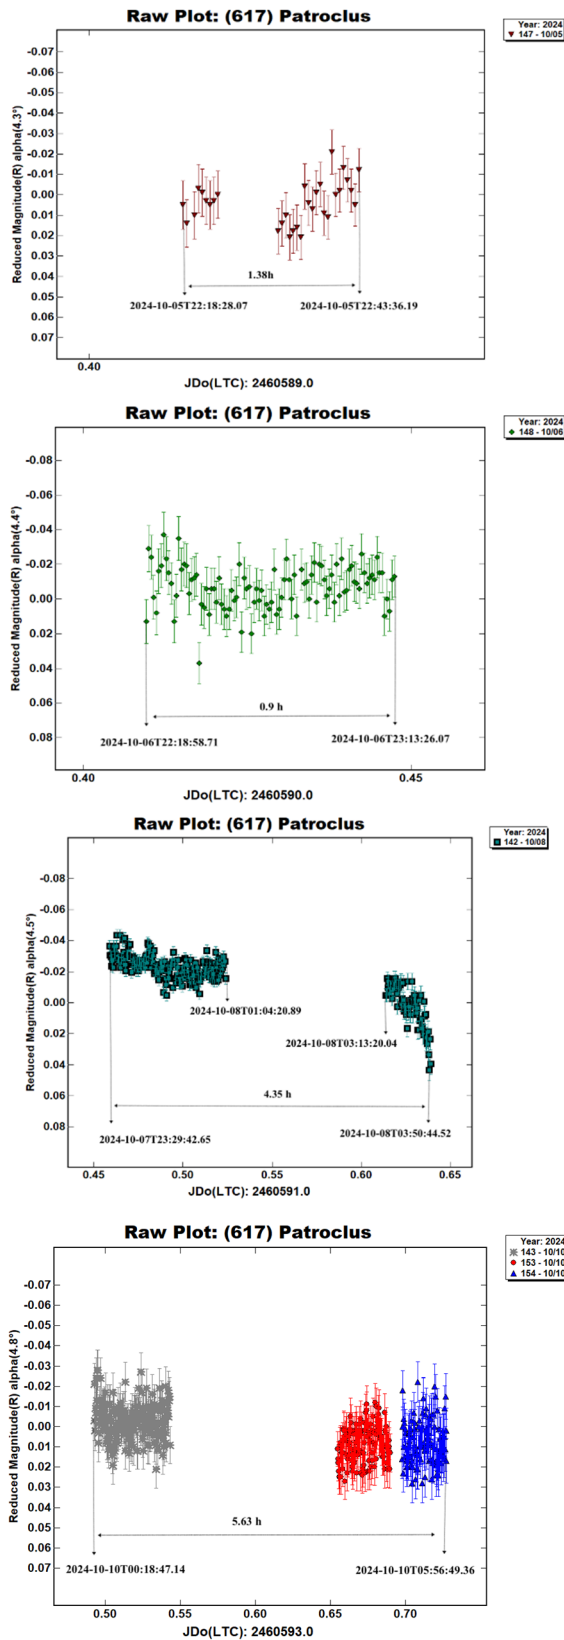 Raw Plot: (617) Patroclus
Year: 2024
147 - 10/05
-0.07
-0.06
-0.05
-0.04
-0.03
-0.02
-0.01
0.00
0.01
0.02
0.03
0.04
0.05
0.06
0.07
Reduced Magnitude(R) alpha(4.3°)
1.38h
2024-10-05T22:18:28.07
2024-10-05T22:43:36.19
0.40
JDo(LTC): 2460589.0
Raw Plot: (617) Patroclus
Year: 2024
148 - 10/06
-0.08
-0.06
-0.04
-0.02
0.00
0.02
0.04
0.06
0.08
Reduced Magnitude(R) alpha(4.4°)
0.9 h
2024-10-06T22:18:58.71
2024-10-06T23:13:26.07
0.40
0.45
JDo(LTC): 2460590.0
Raw Plot: (617) Patroclus
Year: 2024
142 - 10/08
-0.08
-0.06
-0.04
-0.02
0.00
0.02
0.04
0.06
0.08
Reduced Magnitude(R) alpha(4.5°)
2024-10-08T01:04:20.89
2024-10-08T03:13:20.04
4.35 h
2024-10-07T23:29:42.65
2024-10-08T03:50:44.52
0.45
0.50
0.55
0.60
0.65
JDo(LTC): 2460591.0
Raw Plot: (617) Patroclus
Year: 2024
143 - 10/10
153 - 10/10
154 - 10/10
-0.07
-0.06
-0.05
-0.04
-0.03
-0.02
-0.01
0.00
0.01
0.02
0.03
0.04
0.05
0.06
0.07
Reduced Magnitude(R) alpha(4.8°)
5.63 h
2024-10-10T00:18:47.14
2024-10-10T05:56:49.36
0.50
0.55
0.60
0.65
0.70
JDo(LTC): 2460593.0